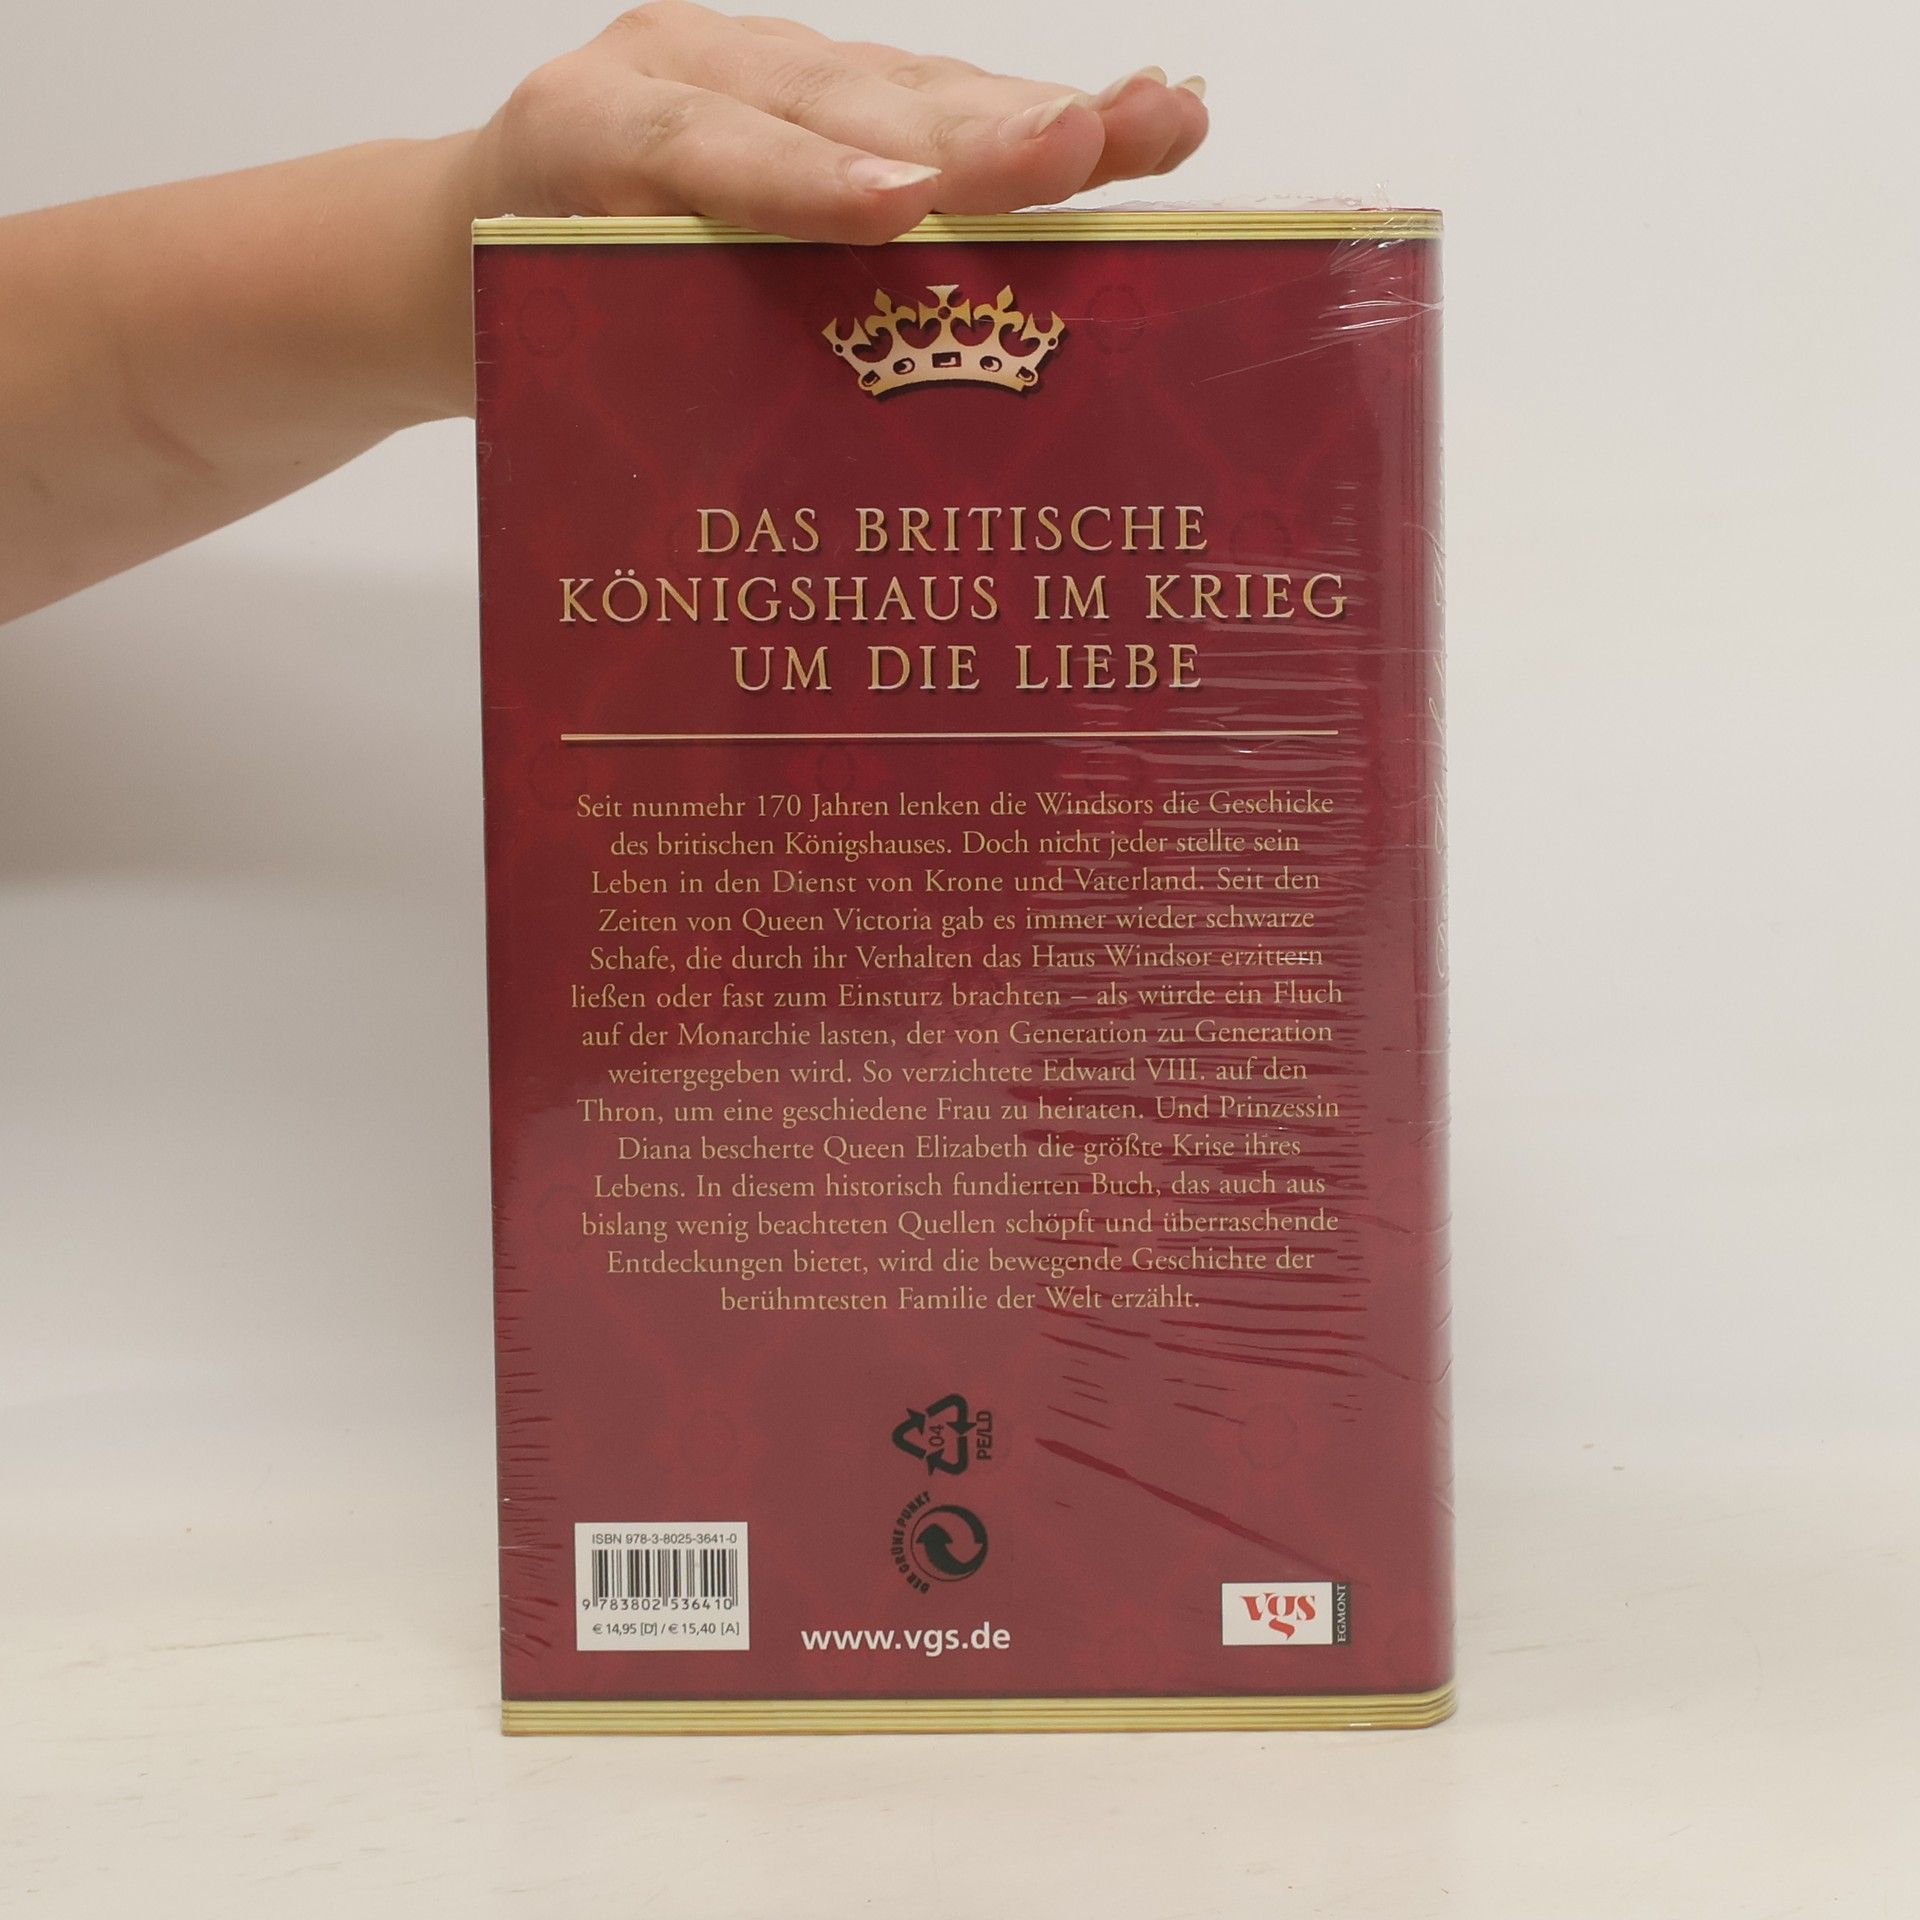 DAS BRITISCHE
KÖNIGSHAUS IM KRIEG
UM DIE LIEBE
Seit nunmehr 170 Jahren lenken die Windsors die Geschicke
des britischen Königshauses. Doch nicht jeder stellte sein
Leben in den Dienst von Krone und Vaterland. Seit den
Zeiten von Queen Victoria gab es immer wieder schwarze
Schafe, die durch ihr Verhalten das Haus Windsor erzittern
ließen oder fast zum Einsturz brachten – als würde ein Fluch
auf der Monarchie lasten, der von Generation zu Generation
weitergegeben wird. So verzichtete Edward VIII. auf den
Thron, um eine geschiedene Frau zu heiraten. Und Prinzessin
Diana bescherte Queen Elizabeth die größte Krise ihres
Lebens. In diesem historisch fundierten Buch, das auch aus
bislang wenig beachteten Quellen schöpft und überraschende
Entdeckungen bietet, wird die bewegende Geschichte der
berühmtesten Familie der Welt erzählt.
04
PE/LD
DER GRÜNE PUNKT
ISBN 978-3-8025-3641-0
9 783802 536410
€ 14,95 [D] / € 15,40 [A]
www.vgs.de
vgs
EGMONT